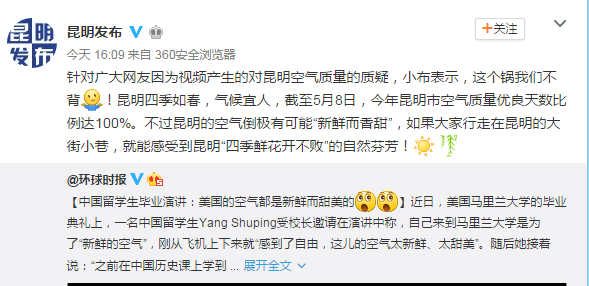 昆明
发布
昆明发布
+关注
今天 16:09 来自 360安全浏览器
针对广大网友因为视频产生的对昆明空气质量的质疑，小布表示，这个锅我们不
背！昆明四季如春，气候宜人，截至5月8日，今年昆明市空气质量优良天数比
例达100%。不过昆明的空气倒极有可能“新鲜而香甜”，如果大家行走在昆明的大
街小巷，就能感受到昆明“四季鲜花开不败”的自然芬芳！
@环球时报
【中国留学生毕业演讲：美国的空气都是新鲜而甜美的】近日，美国马里兰大学的毕业
典礼上，一名中国留学生Yang Shuping受校长邀请在演讲中称，自己来到马里兰大学是为
了“新鲜的空气”，刚从飞机上下来就“感到了自由，这儿的空气太新鲜、太甜美”。随后她接着
说：“之前在中国历史课上学到 ... 展开全文